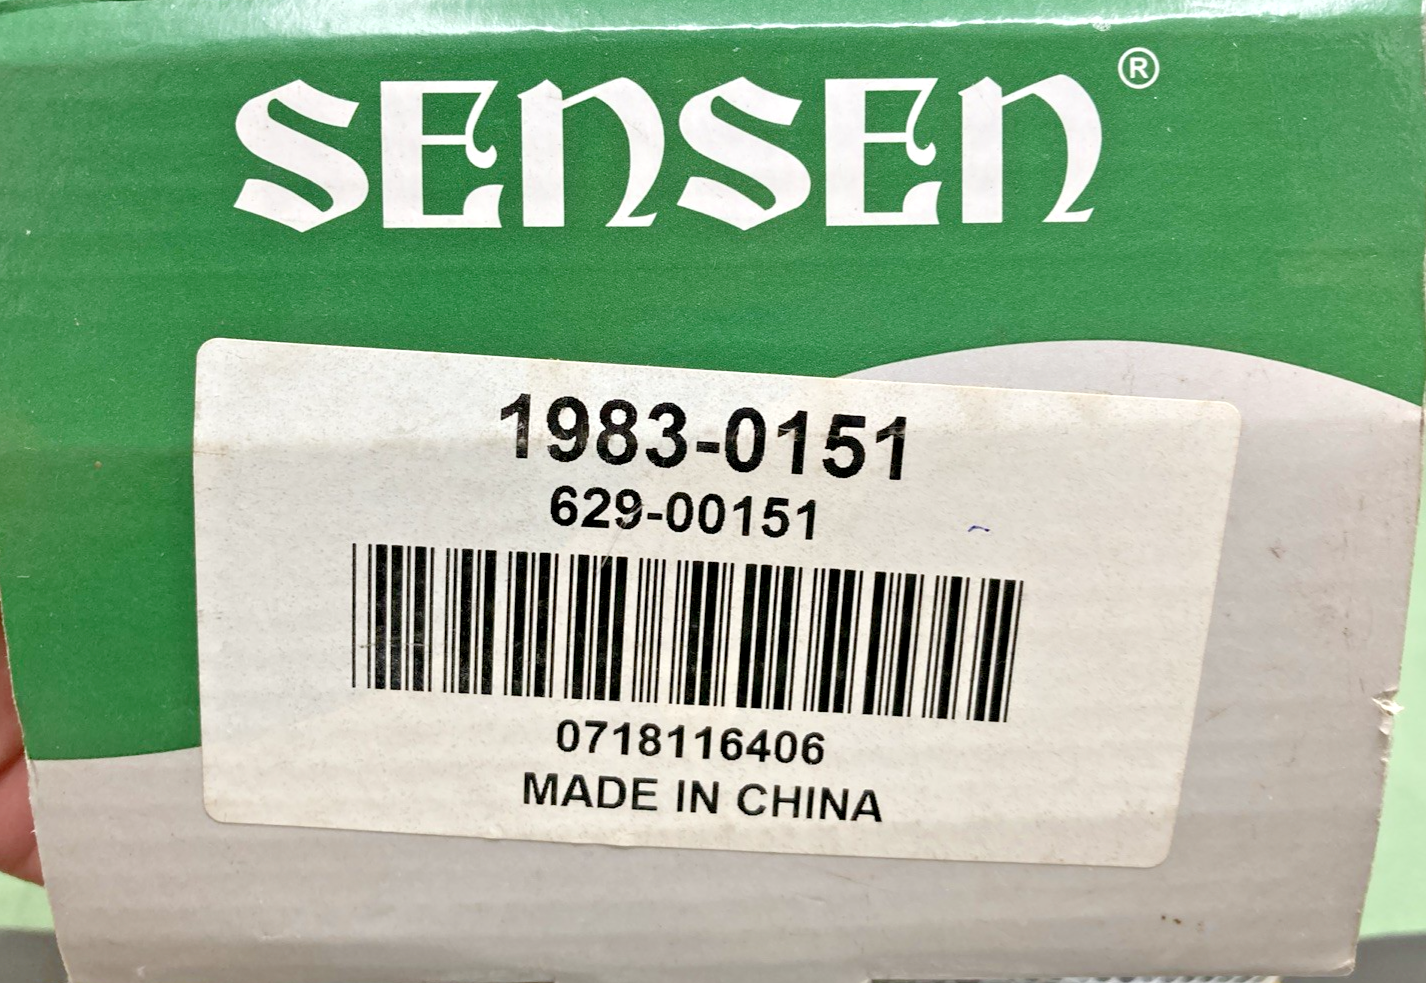 SENSEN®
1983-0151
629-00151
0718116406
MADE IN CHINA